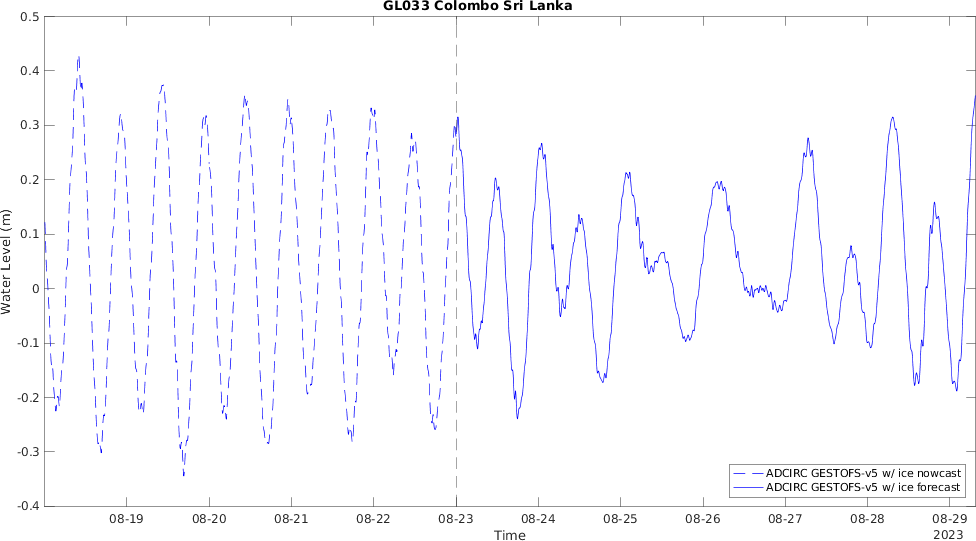 GL033 Colombo Sri Lanka
0.5
0.4
0.3
0.2
0.1
0
-0.1
-0.2
-0.3
-0.4
Water Level (m)
ADCIRC GESTOFS-v5 w/ ice nowcast
ADCIRC GESTOFS-v5 w/ ice forecast
08-19 08-20 08-21 08-22 08-23 08-24 08-25 08-26 08-27 08-28 08-29
Time
2023